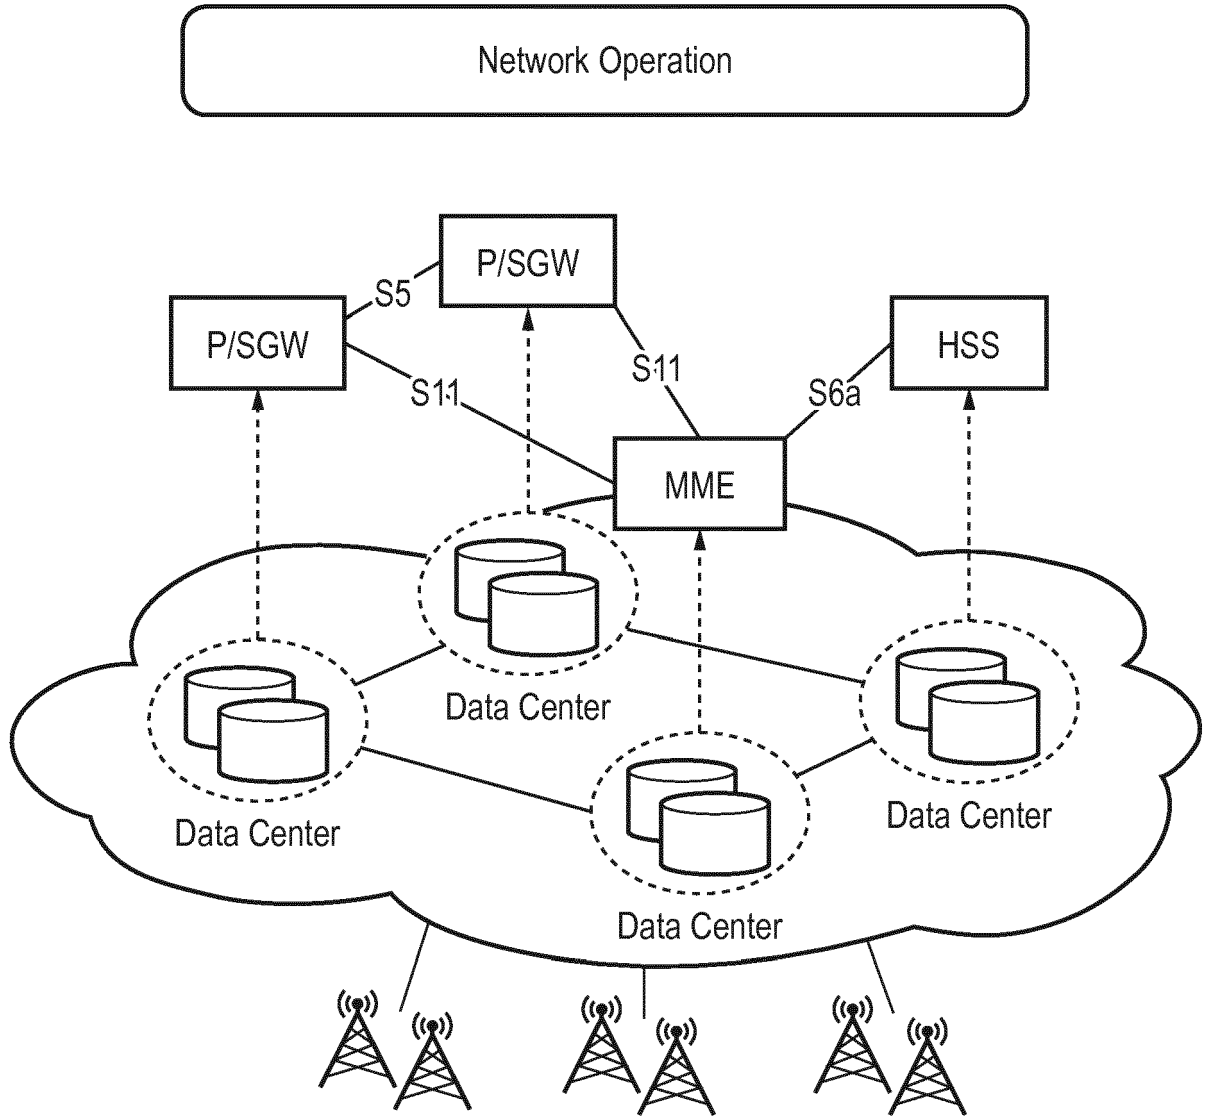 Network Operation
P/SGW
S5
P/SGW
HSS
S11
S11
S6a
MME
Data Center
Data Center
Data Center
Data Center